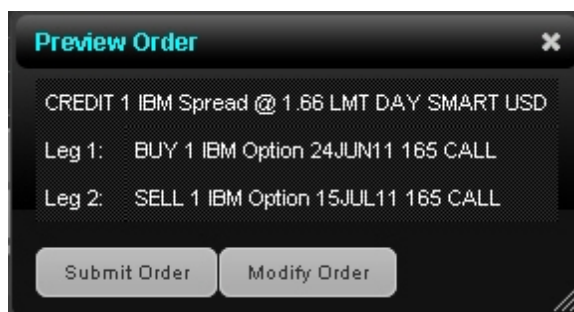 Preview Order
CREDIT 1 IBM Spread @ 1.66 LMT DAY SMART USD
Leg 1: BUY 1 IBM Option 24JUN11 165 CALL
Leg 2: SELL 1 IBM Option 15JUL11 165 CALL
Submit Order Modify Order